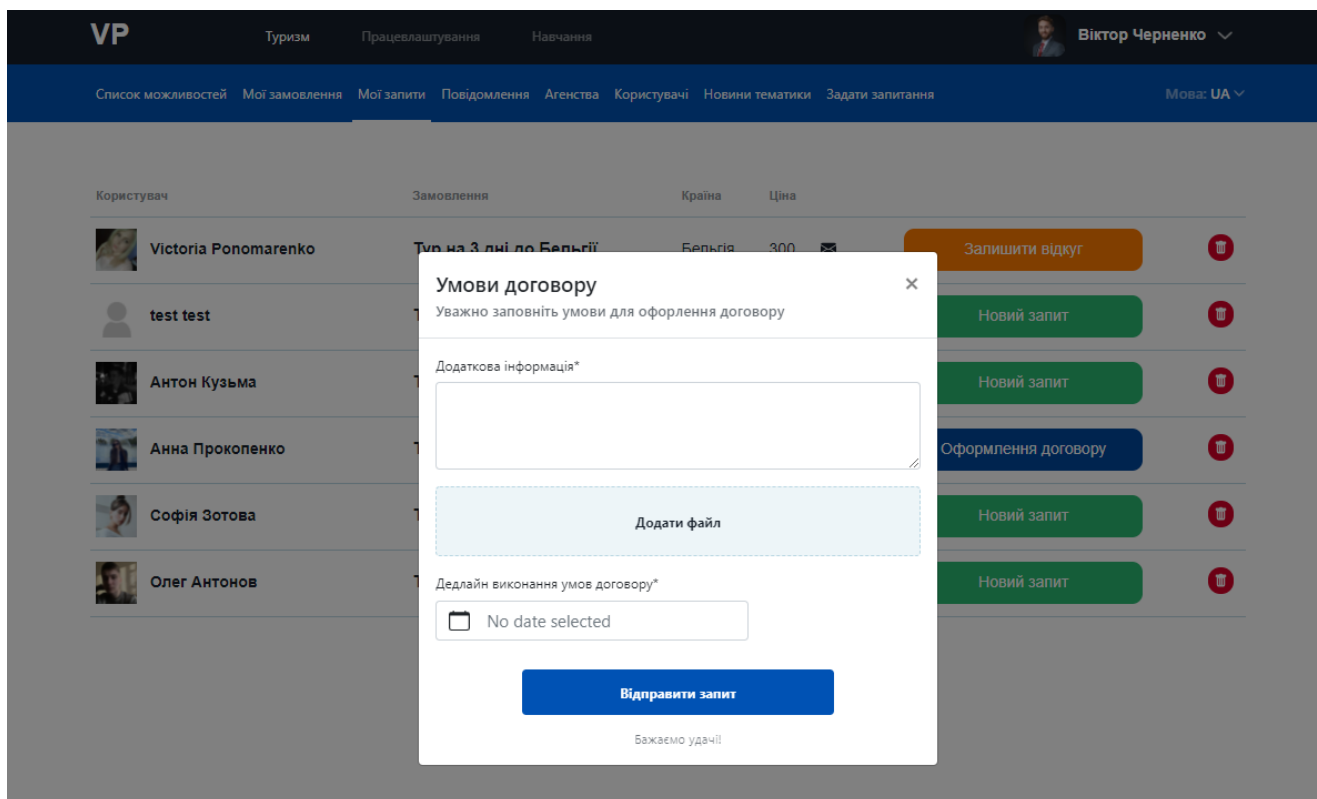 VP Туризм Працевлаштування Навчання Віктор Черненко
Список можливостей Мої замовлення Мої запити Повідомлення Агенства Користувачі Новини тематики Задати запитання Мова: UA
Користувач Замовлення Країна Ціна
Victoria Ponomarenko Тур на 3 дні до Бельгії Бельгія 300 Залишити відкуг
Умови договору
Уважно заповніть умови для офорлення договору
test test Новий запит
Додаткова інформація*
Антон Кузьма Новий запит
Анна Прокопенко Оформлення договору
Софія Зотова Новий запит
Додати файл
Олег Антонов Новий запит
Дедлайн виконання умов договору*
No date selected
Відправити запит
Бажаємо удачі!